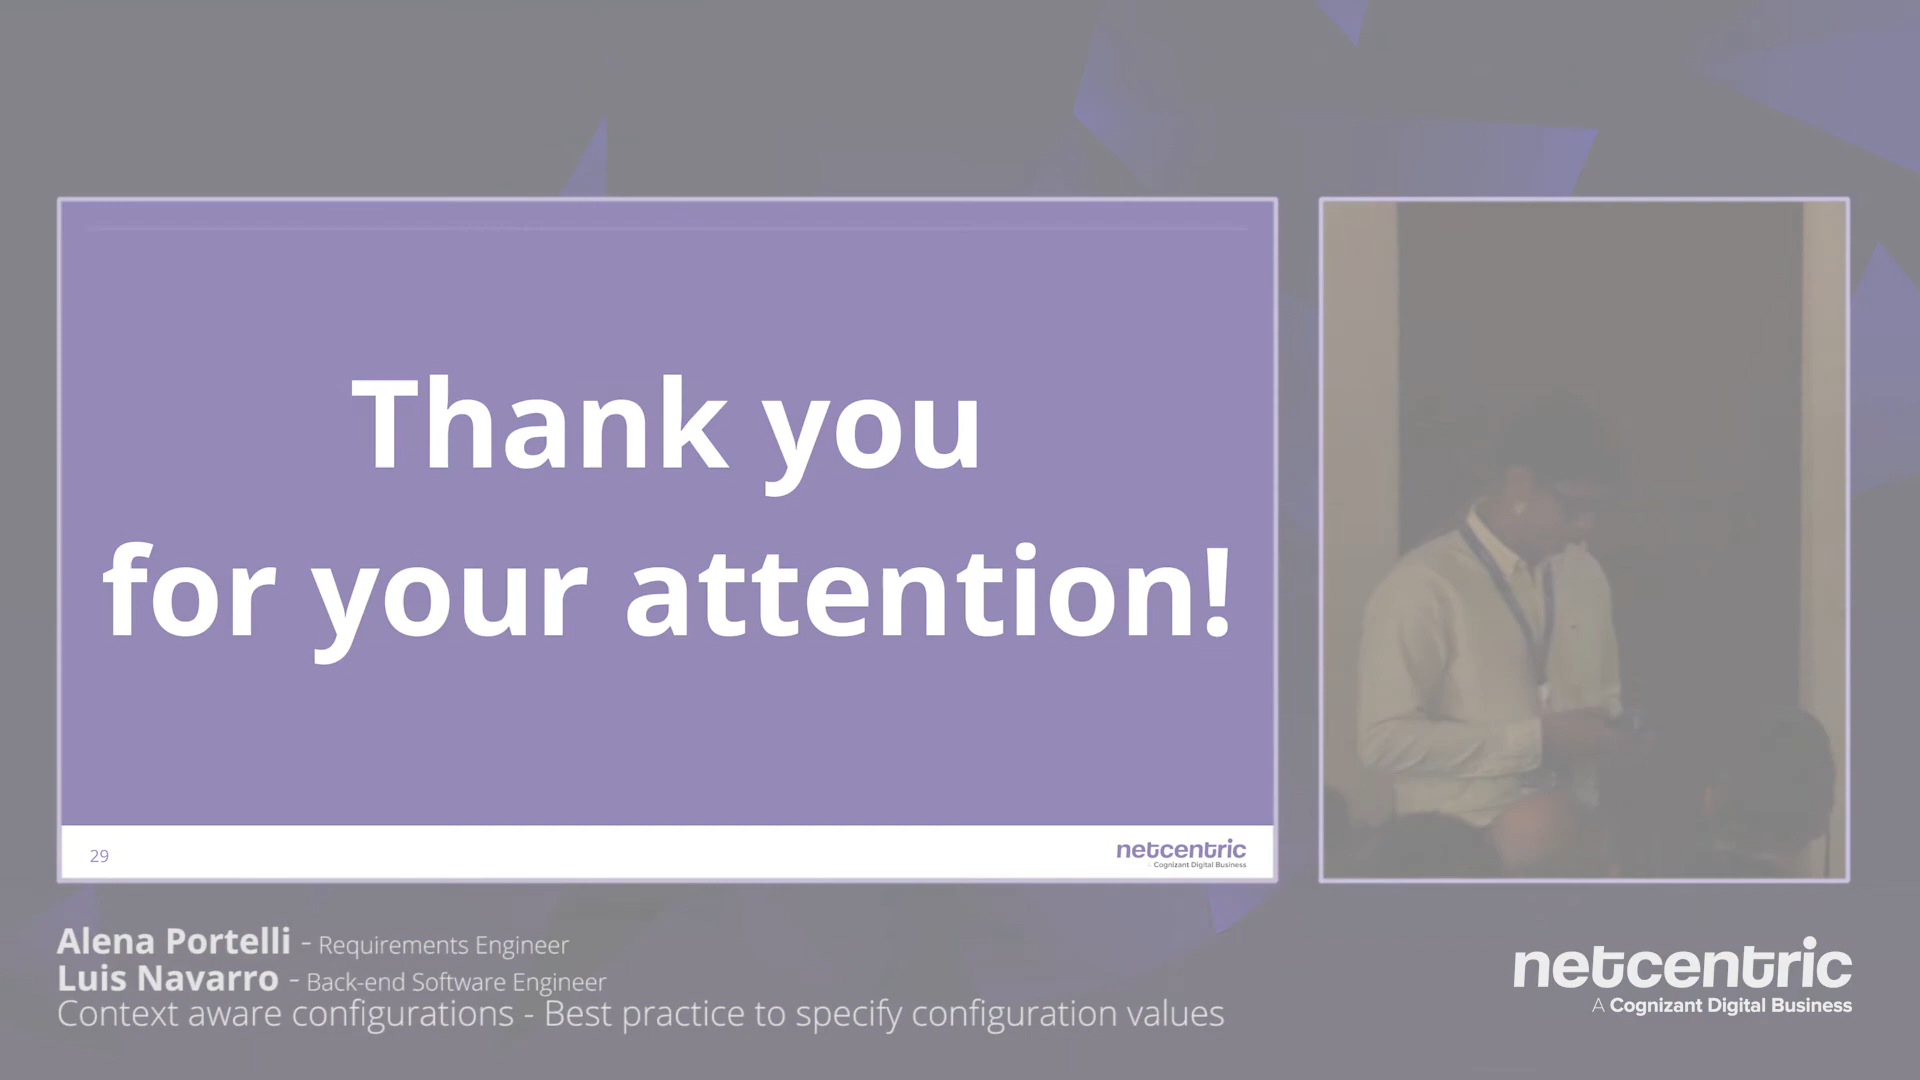 Thank you
for your attention!
29
netcentric
A Cognizant Digital Business
Alena Portelli - Requirements Engineer
Luis Navarro - Back-end Software Engineer
Context aware configurations - Best practice to specify configuration values
netcentric
A Cognizant Digital Business